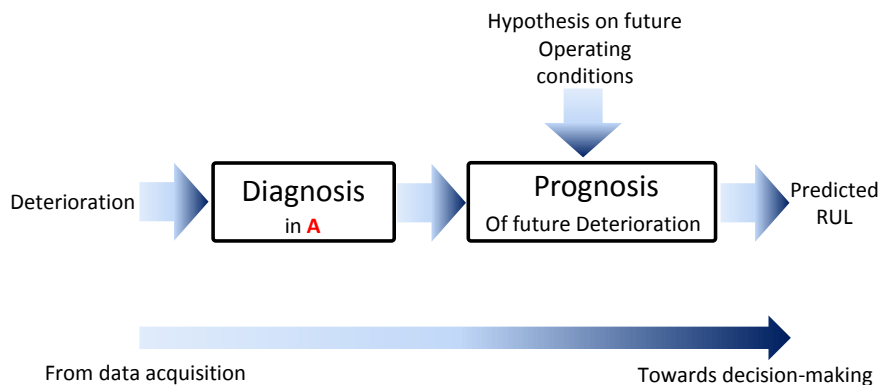 Hypothesis on future
Operating
conditions
Deterioration
Diagnosis
in A
Prognosis
Of future Deterioration
Predicted
RUL
From data acquisition
Towards decision-making